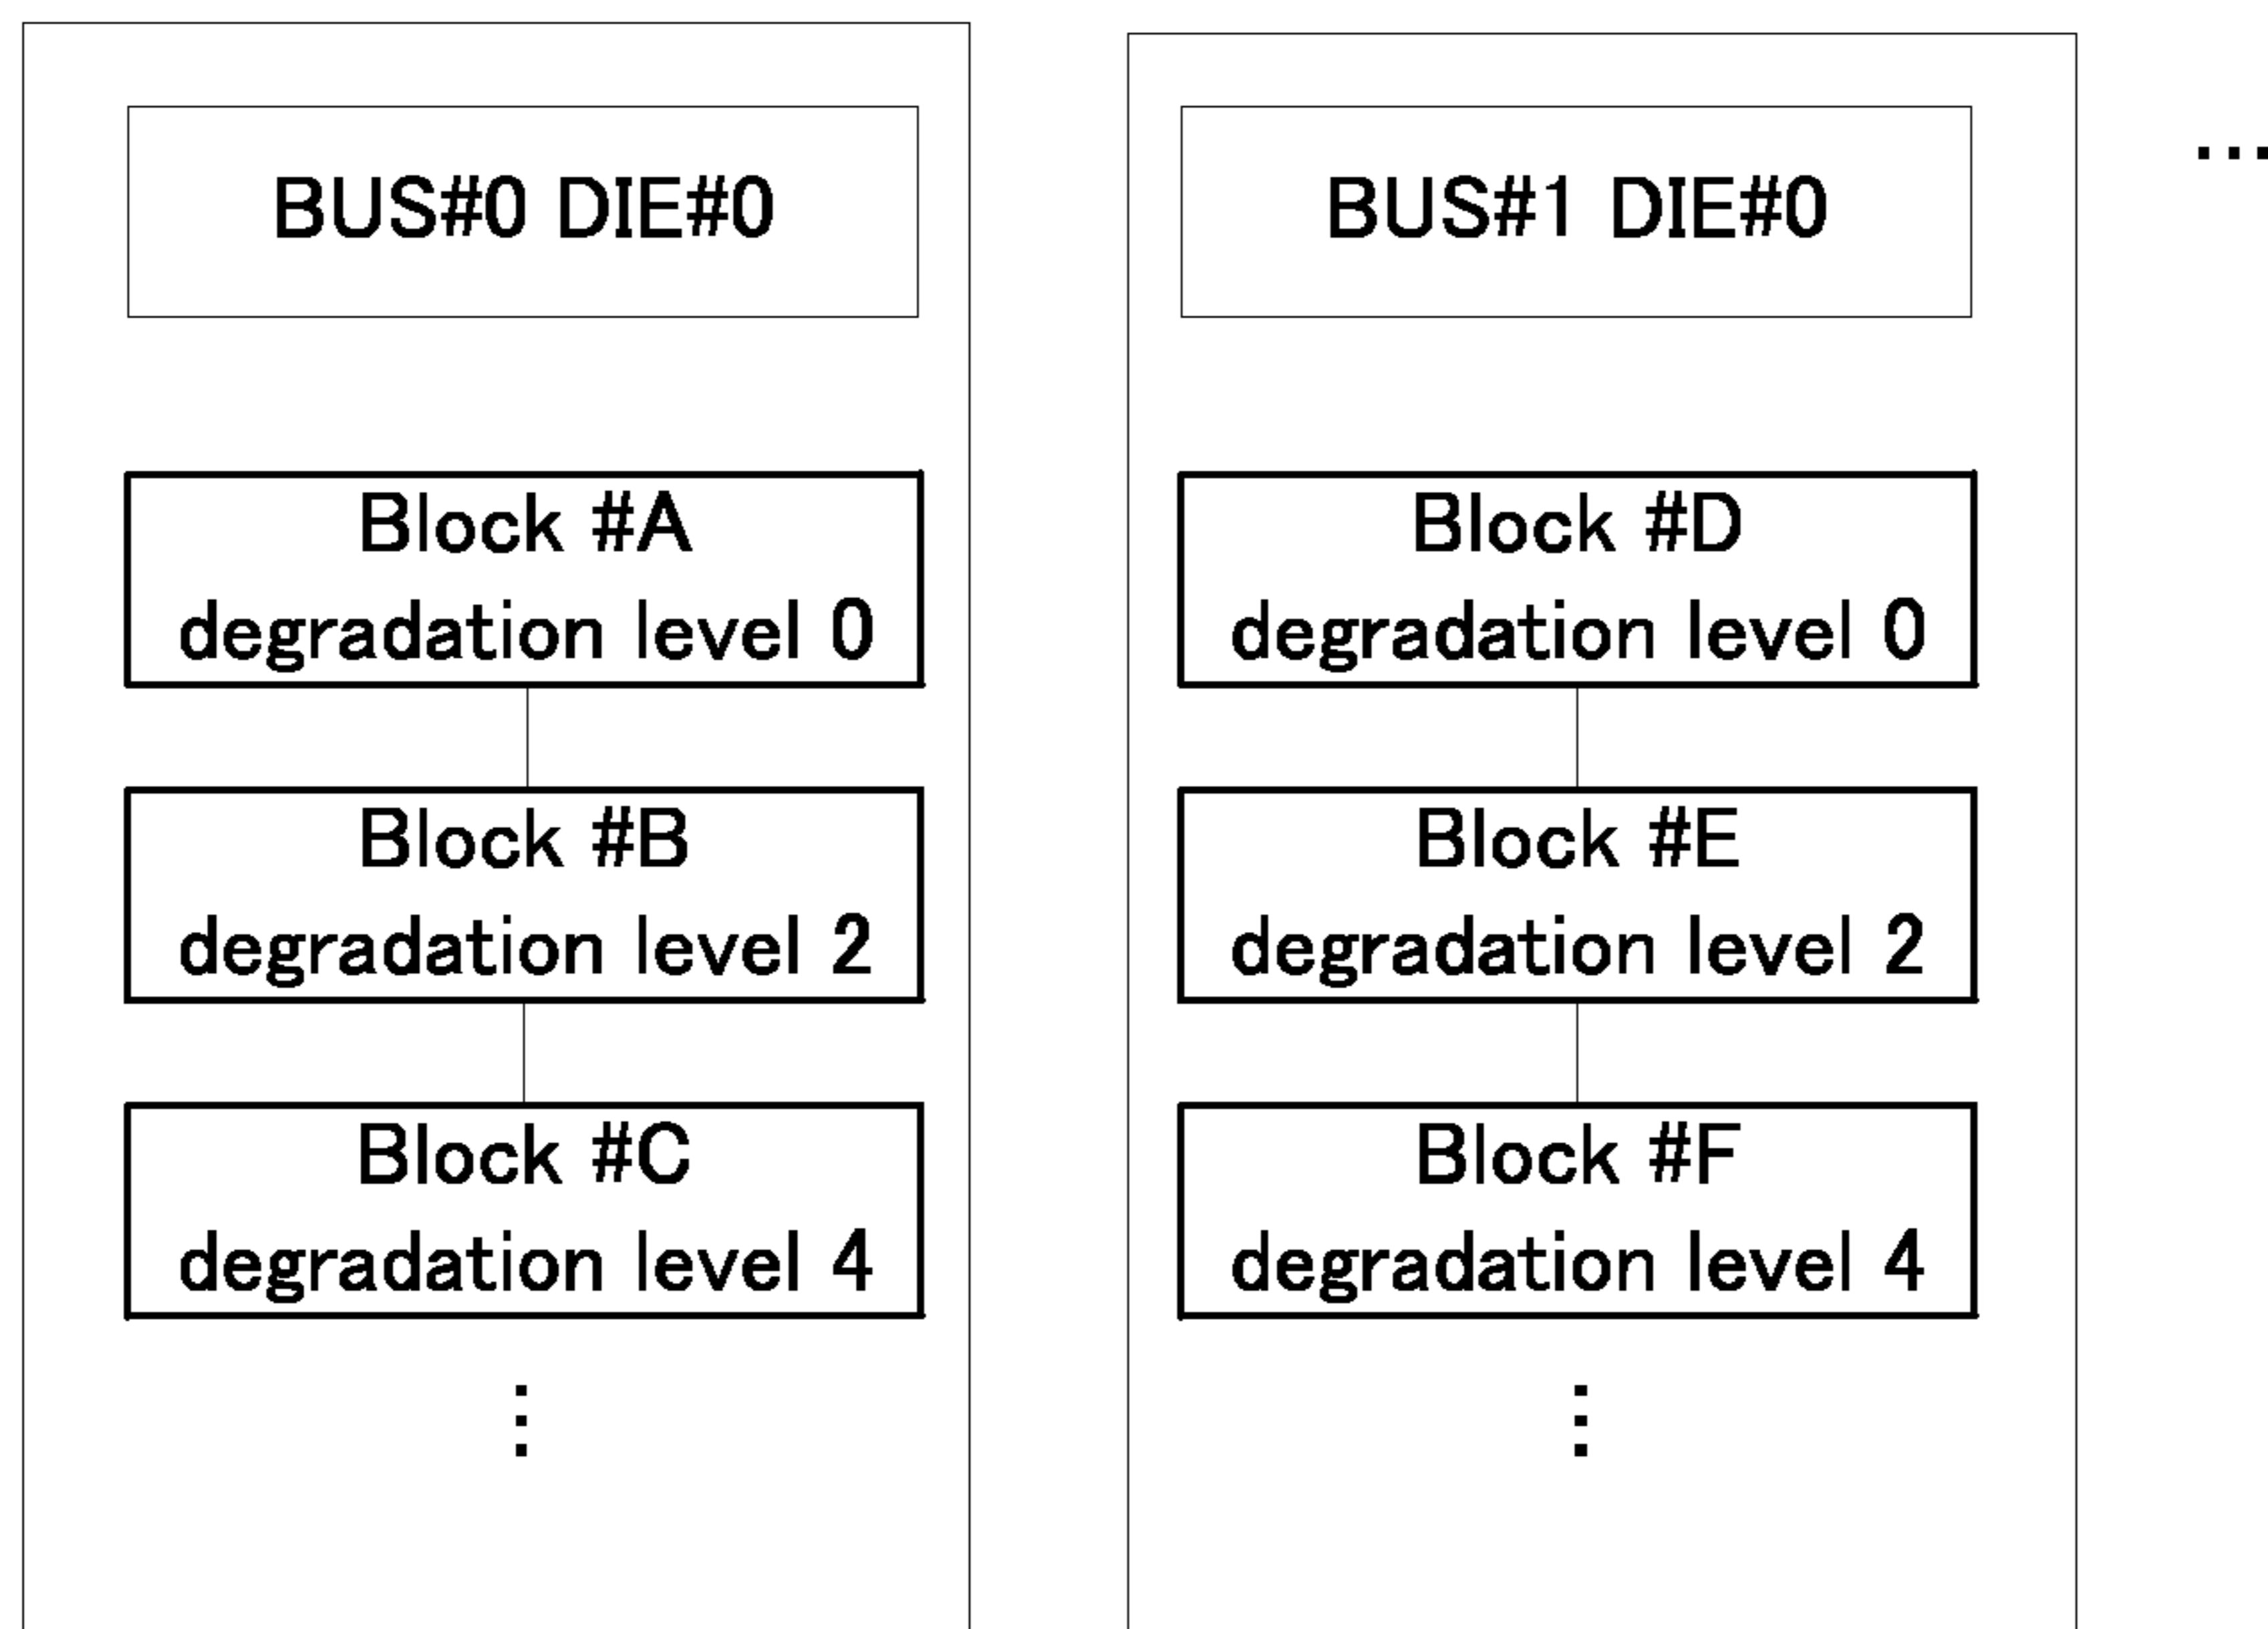 BUS#0 DIE#0
Block #A
degradation level 0
Block #B
degradation level 2
Block #C
degradation level 4
⋮
BUS#1 DIE#0
Block #D
degradation level 0
Block #E
degradation level 2
Block #F
degradation level 4
⋮
…